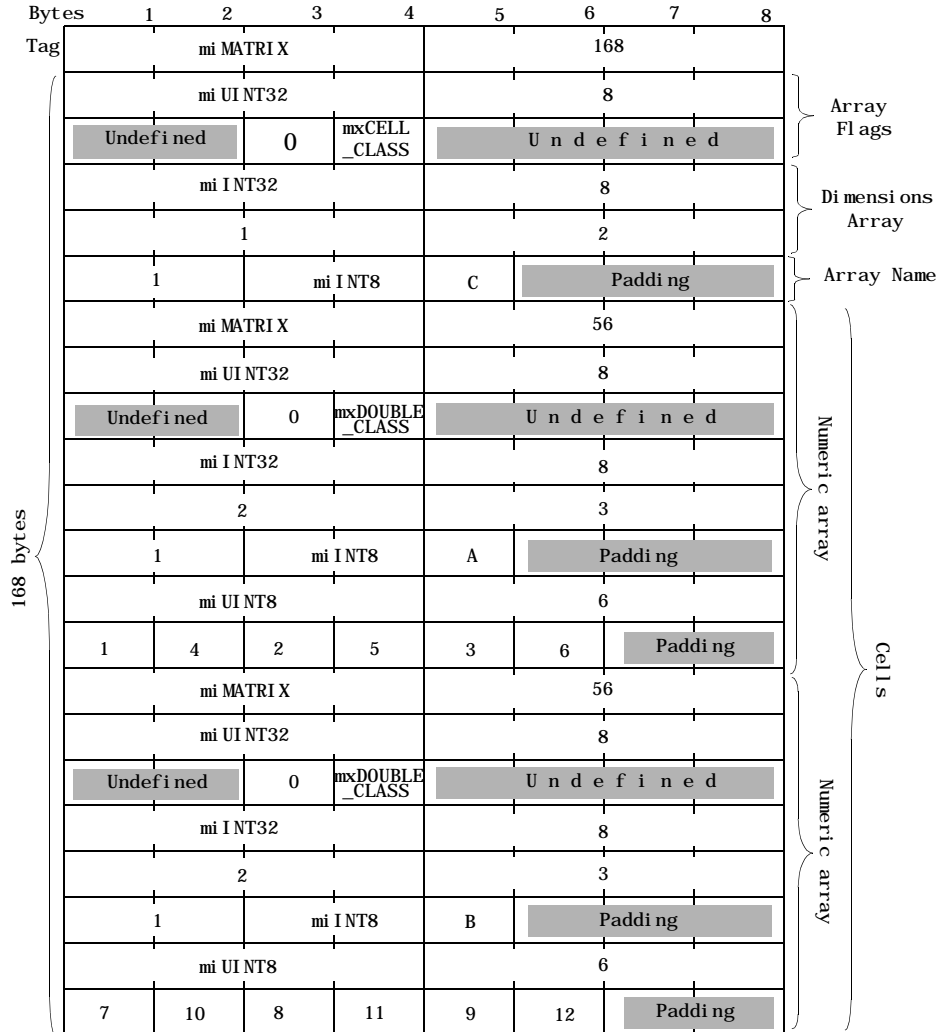 Bytes 1 2 3 4 5 6 7 8
Tag miMATRIX 168
miUINT32 8
Undefined 0 mxCELL_CLASS Undefined
Array Flags
miINT32 8
1 2
Dimensions Array
1 miINT8 C Padding
Array Name
miMATRIX 56
miUINT32 8
Undefined 0 mxDOUBLE_CLASS Undefined
miINT32 8
2 3
1 miINT8 A Padding
miUINT8 6
1 4 2 5 3 6 Padding
Numeric array
miMATRIX 56
miUINT32 8
Undefined 0 mxDOUBLE_CLASS Undefined
miINT32 8
2 3
1 miINT8 B Padding
miUINT8 6
7 10 8 11 9 12 Padding
Numeric array
Cells
168 bytes